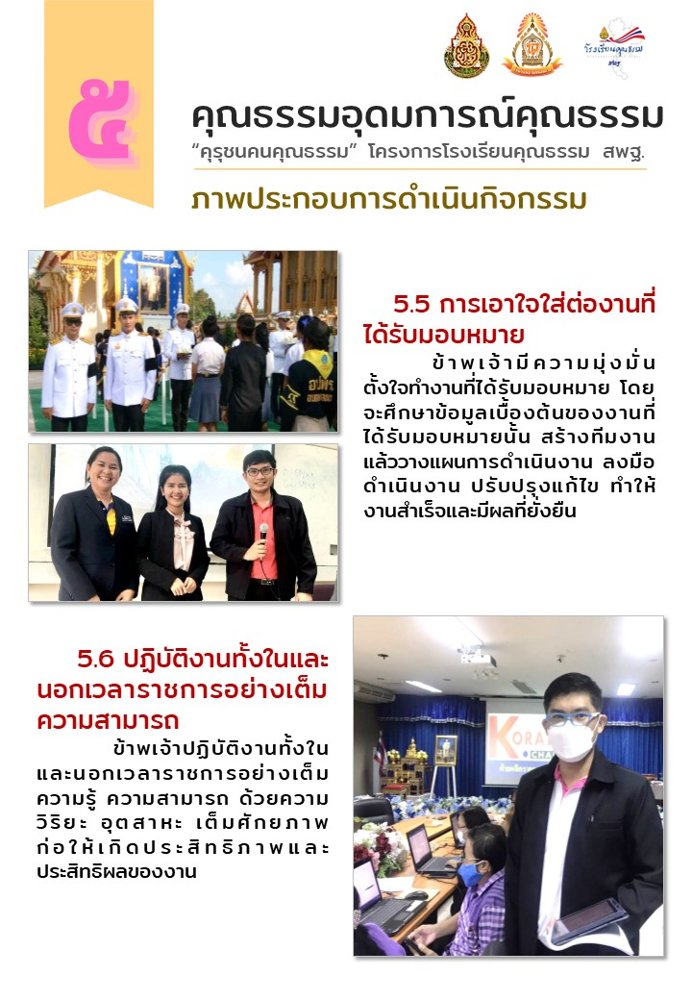 ๕
โรงเรียนคุณธรรม
สพฐ.
คุณธรรมอุดมการณ์คุณธรรม
“คุรุชนคนคุณธรรม” โครงการโรงเรียนคุณธรรม สพฐ.
ภาพประกอบการดำเนินกิจกรรม
5.5 การเอาใจใส่ต่องานที่
ได้รับมอบหมาย
ข้าพเจ้ามีความมุ่งมั่น
ตั้งใจทำงานที่ได้รับมอบหมาย โดย
จะศึกษาข้อมูลเบื้องต้นของงานที่
ได้รับมอบหมายนั้น สร้างทีมงาน
แล้ววางแผนการดำเนินงาน ลงมือ
ดำเนินงาน ปรับปรุงแก้ไข ทำให้
งานสำเร็จและมีผลที่ยั่งยืน
5.6 ปฏิบัติงานทั้งในและ
นอกเวลาราชการอย่างเต็ม
ความสามารถ
ข้าพเจ้าปฏิบัติงานทั้งใน
และนอกเวลาราชการอย่างเต็ม
ความรู้ ความสามารถ ด้วยความ
วิริยะ อุตสาหะ เต็มศักยภาพ
ก่อให้เกิดประสิทธิภาพและ
ประสิทธิผลของงาน